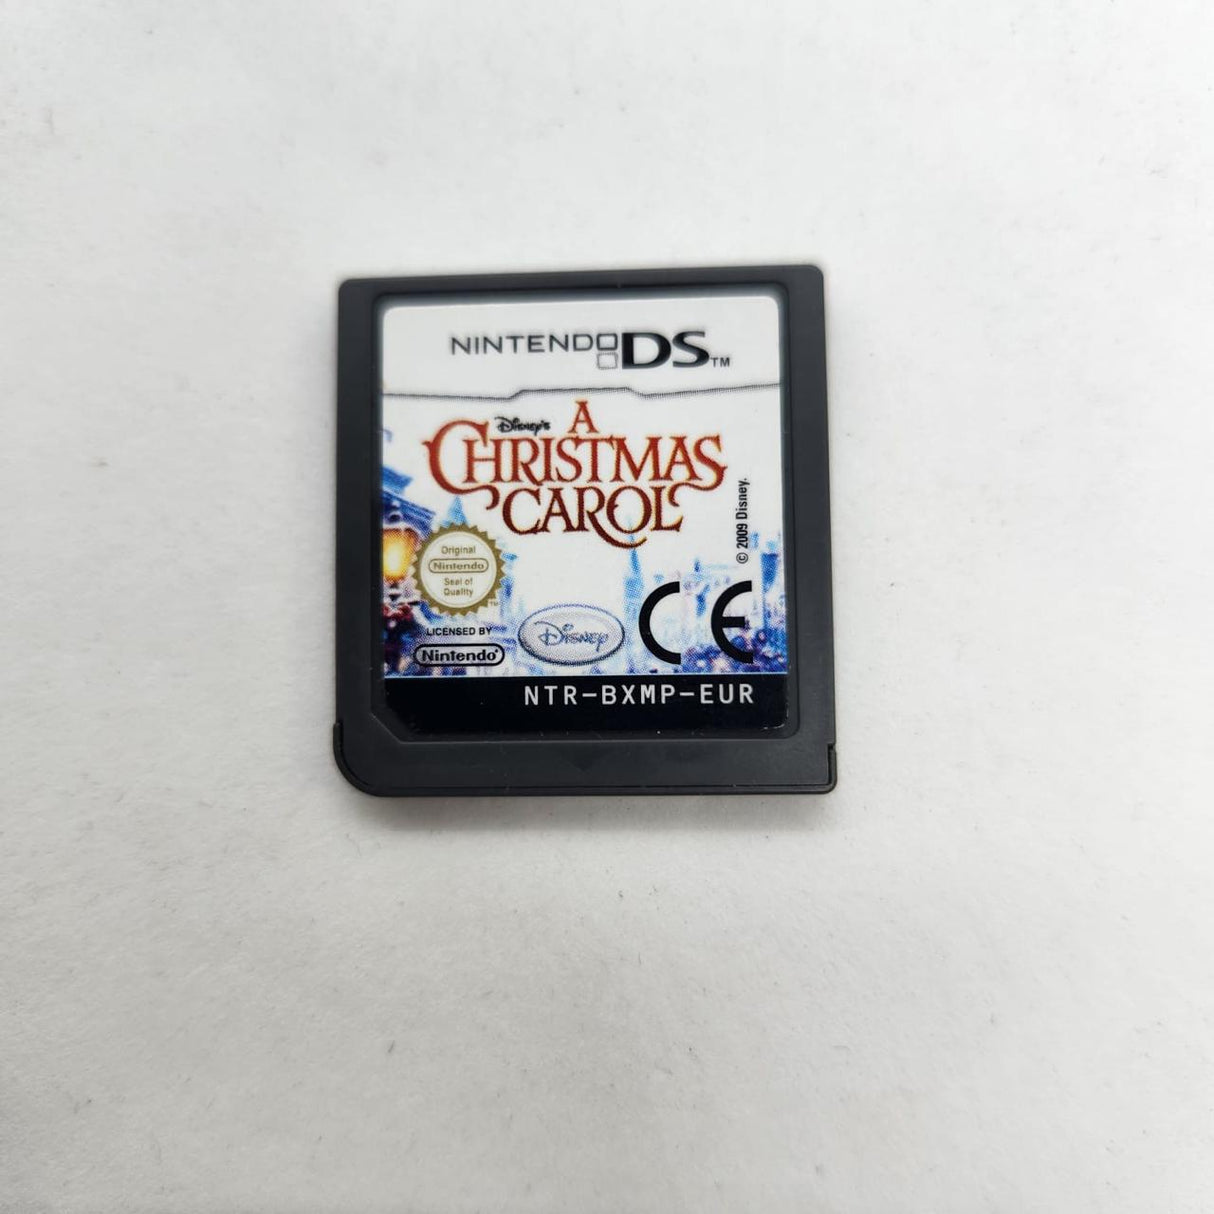 NINTENDO DS™
Disney's
A
CHRISTMAS
CAROL
© 2009 Disney.
Original
Nintendo
Seal of
Quality
™
LICENSED BY
Nintendo®
Disney
CE
NTR-BXMP-EUR